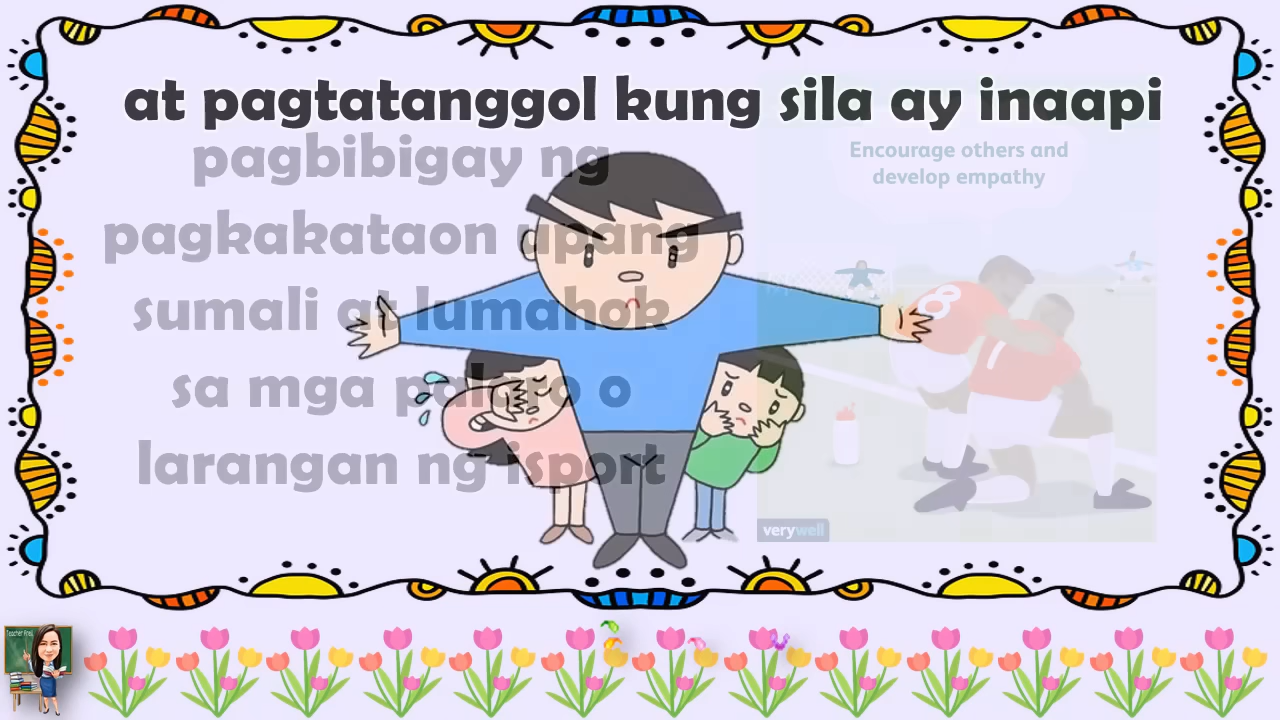 at pagtatanggol kung sila ay inaapi
pagbibigay ng
pagkakataon upang
sumali at lumahok
sa mga palaro o
larangan ng isport
Encourage others and
develop empathy
verywell